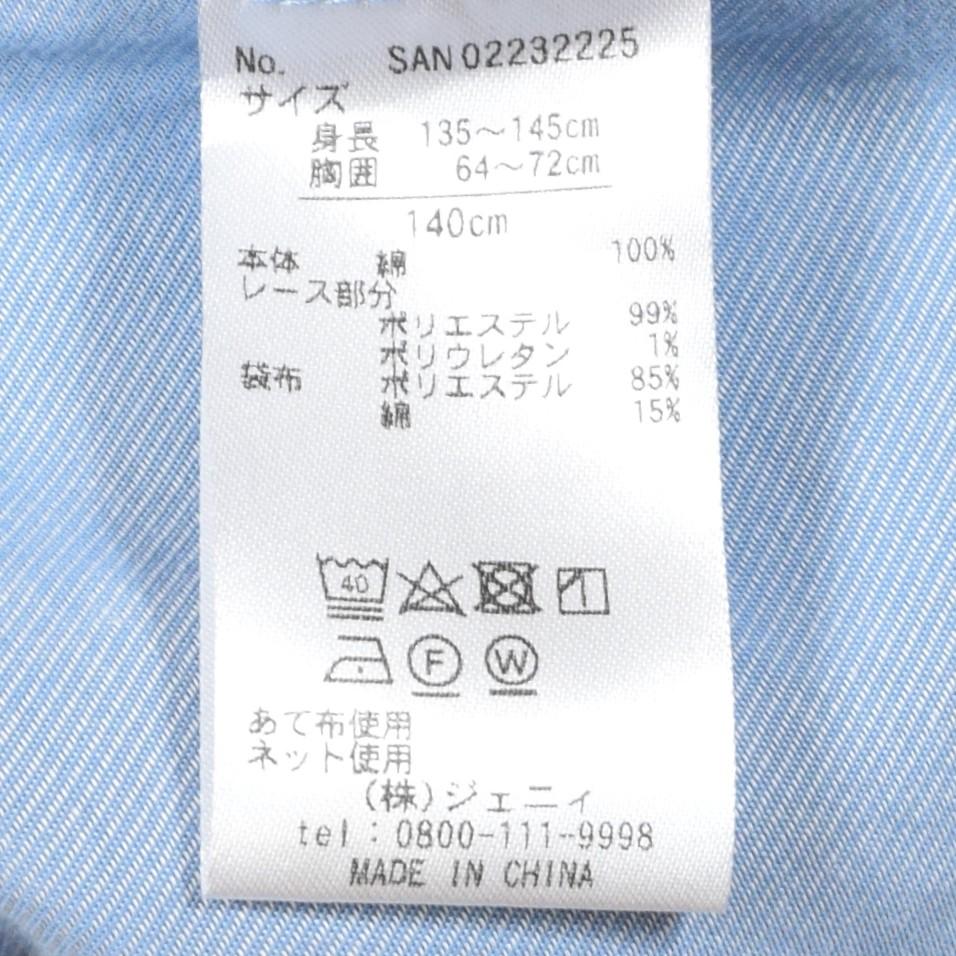 No. SAN02232225
サイズ
身長 135～145cm
胸囲 64～72cm
140cm
本体 綿 100%
レース部分
ポリエステル 99%
ポリウレタン 1%
袋布 ポリエステル 85%
綿 15%
40
F W
あて布使用
ネット使用
(株)ジェニィ
tel：0800-111-9998
MADE IN CHINA